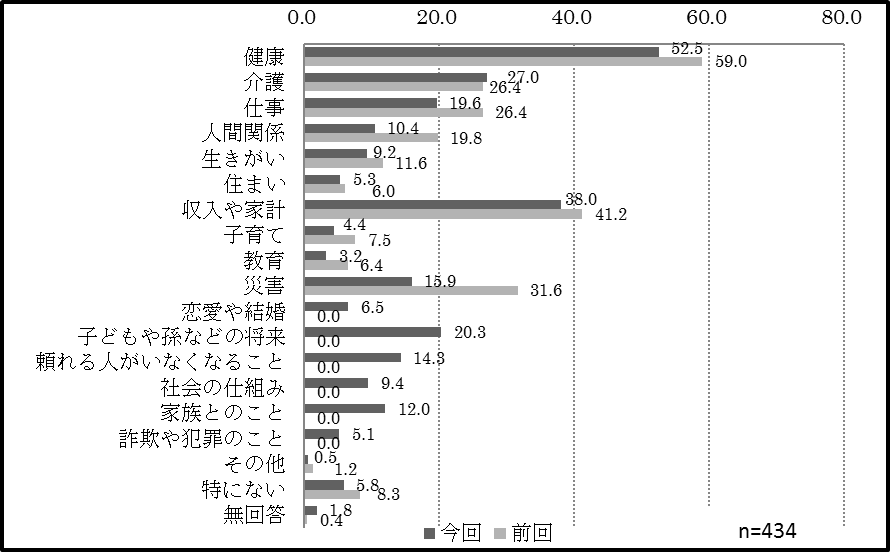 0.0 20.0 40.0 60.0 80.0
健康 52.5
59.0
介護 27.0
26.4
仕事 19.6
26.4
人間関係 10.4
19.8
生きがい 9.2
11.6
住まい 5.3
6.0
収入や家計 38.0
41.2
子育て 4.4
7.5
教育 3.2
6.4
災害 15.9
31.6
恋愛や結婚 6.5
0.0
子どもや孫などの将来 20.3
0.0
頼れる人がいなくなること 14.3
0.0
社会の仕組み 9.4
0.0
家族とのこと 12.0
0.0
詐欺や犯罪のこと 5.1
0.0
その他 0.5
1.2
特にない 5.8
8.3
無回答 1.8
0.4
今回 前回 n=434